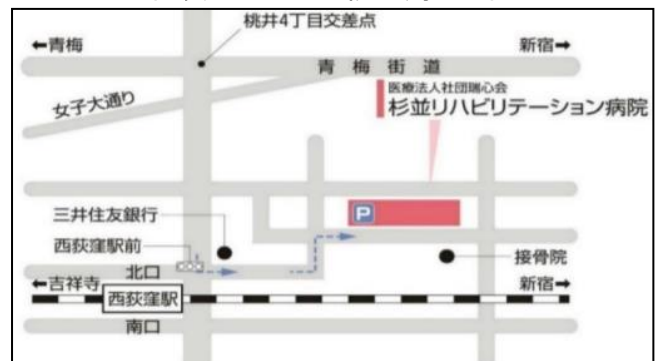 桃井4丁目交差点
←青梅
新宿→
青梅街道
女子大通り
医療法人社団瑞心会
杉並リハビリテーション病院
P
三井住友銀行
西荻窪駅前
北口
接骨院
←吉祥寺
新宿→
西荻窪駅
南口